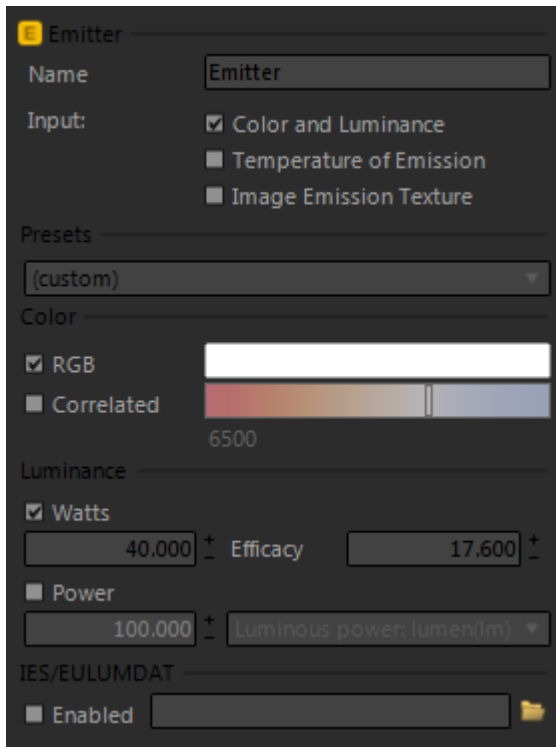 E Emitter
Name Emitter
Input: Color and Luminance
Temperature of Emission
Image Emission Texture
Presets
(custom)
Color
RGB
Correlated
6500
Luminance
Watts
40.000 + - Efficacy 17.600 + -
Power
100.000 + - Luminous power: lumen(lm)
IES/EULUMDAT
Enabled